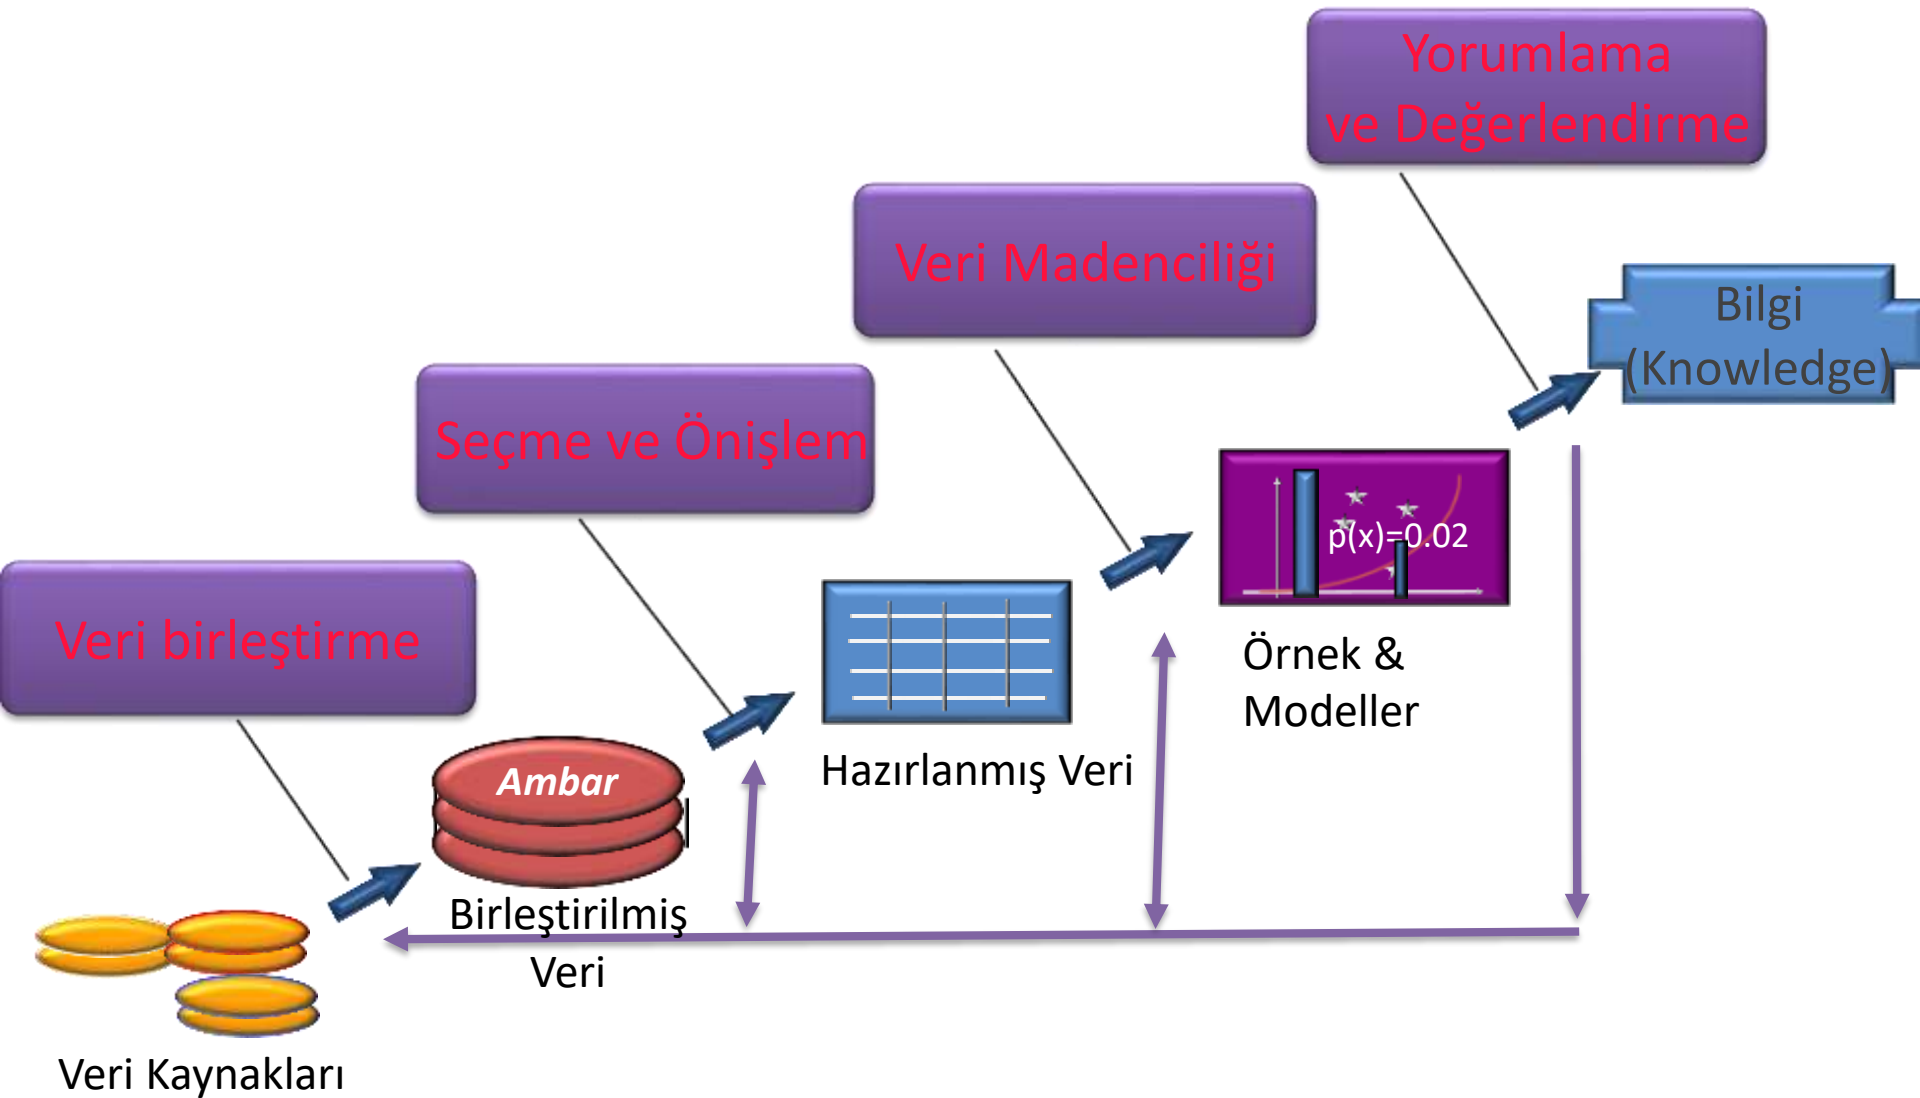 Yorumlama
ve Değerlendirme
Veri Madenciliği
Bilgi
(Knowledge)
Seçme ve Önişlem
p(x)=0.02
Veri birleştirme
Örnek &
Modeller
Hazırlanmış Veri
Ambar
Birleştirilmiş
Veri
Veri Kaynakları